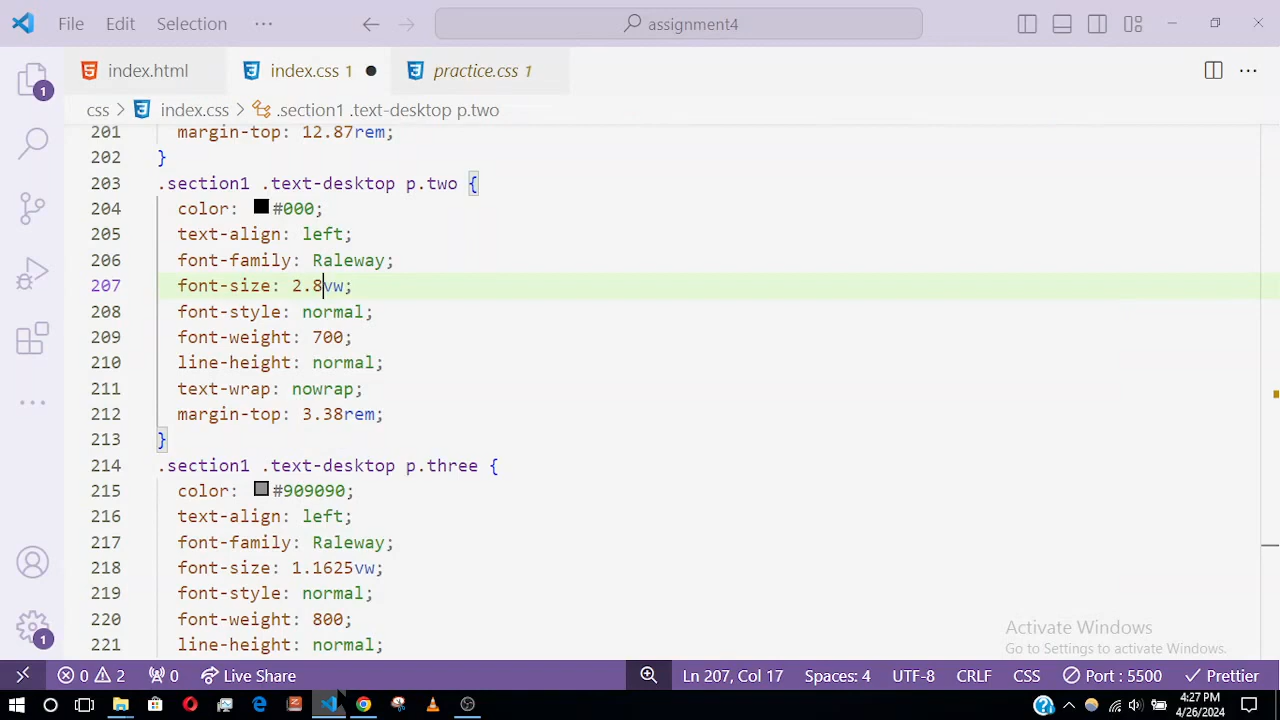 File Edit Selection ··· assignment4
index.html index.css 1 practice.css 1 ···
css > index.css > .section1 .text-desktop p.two
201 margin-top: 12.87rem;
202 }
203 .section1 .text-desktop p.two {
204 color: #000;
205 text-align: left;
206 font-family: Raleway;
207 font-size: 2.8vw;
208 font-style: normal;
209 font-weight: 700;
210 line-height: normal;
211 text-wrap: nowrap;
212 margin-top: 3.38rem;
213 }
214 .section1 .text-desktop p.three {
215 color: #909090;
216 text-align: left;
217 font-family: Raleway;
218 font-size: 1.1625vw;
219 font-style: normal;
220 font-weight: 800;
221 line-height: normal;
1
1
Activate Windows
Go to Settings to activate Windows.
0 2 0 Live Share Ln 207, Col 17 Spaces: 4 UTF-8 CRLF CSS Port : 5500 Prettier
4:27 PM
4/26/2024